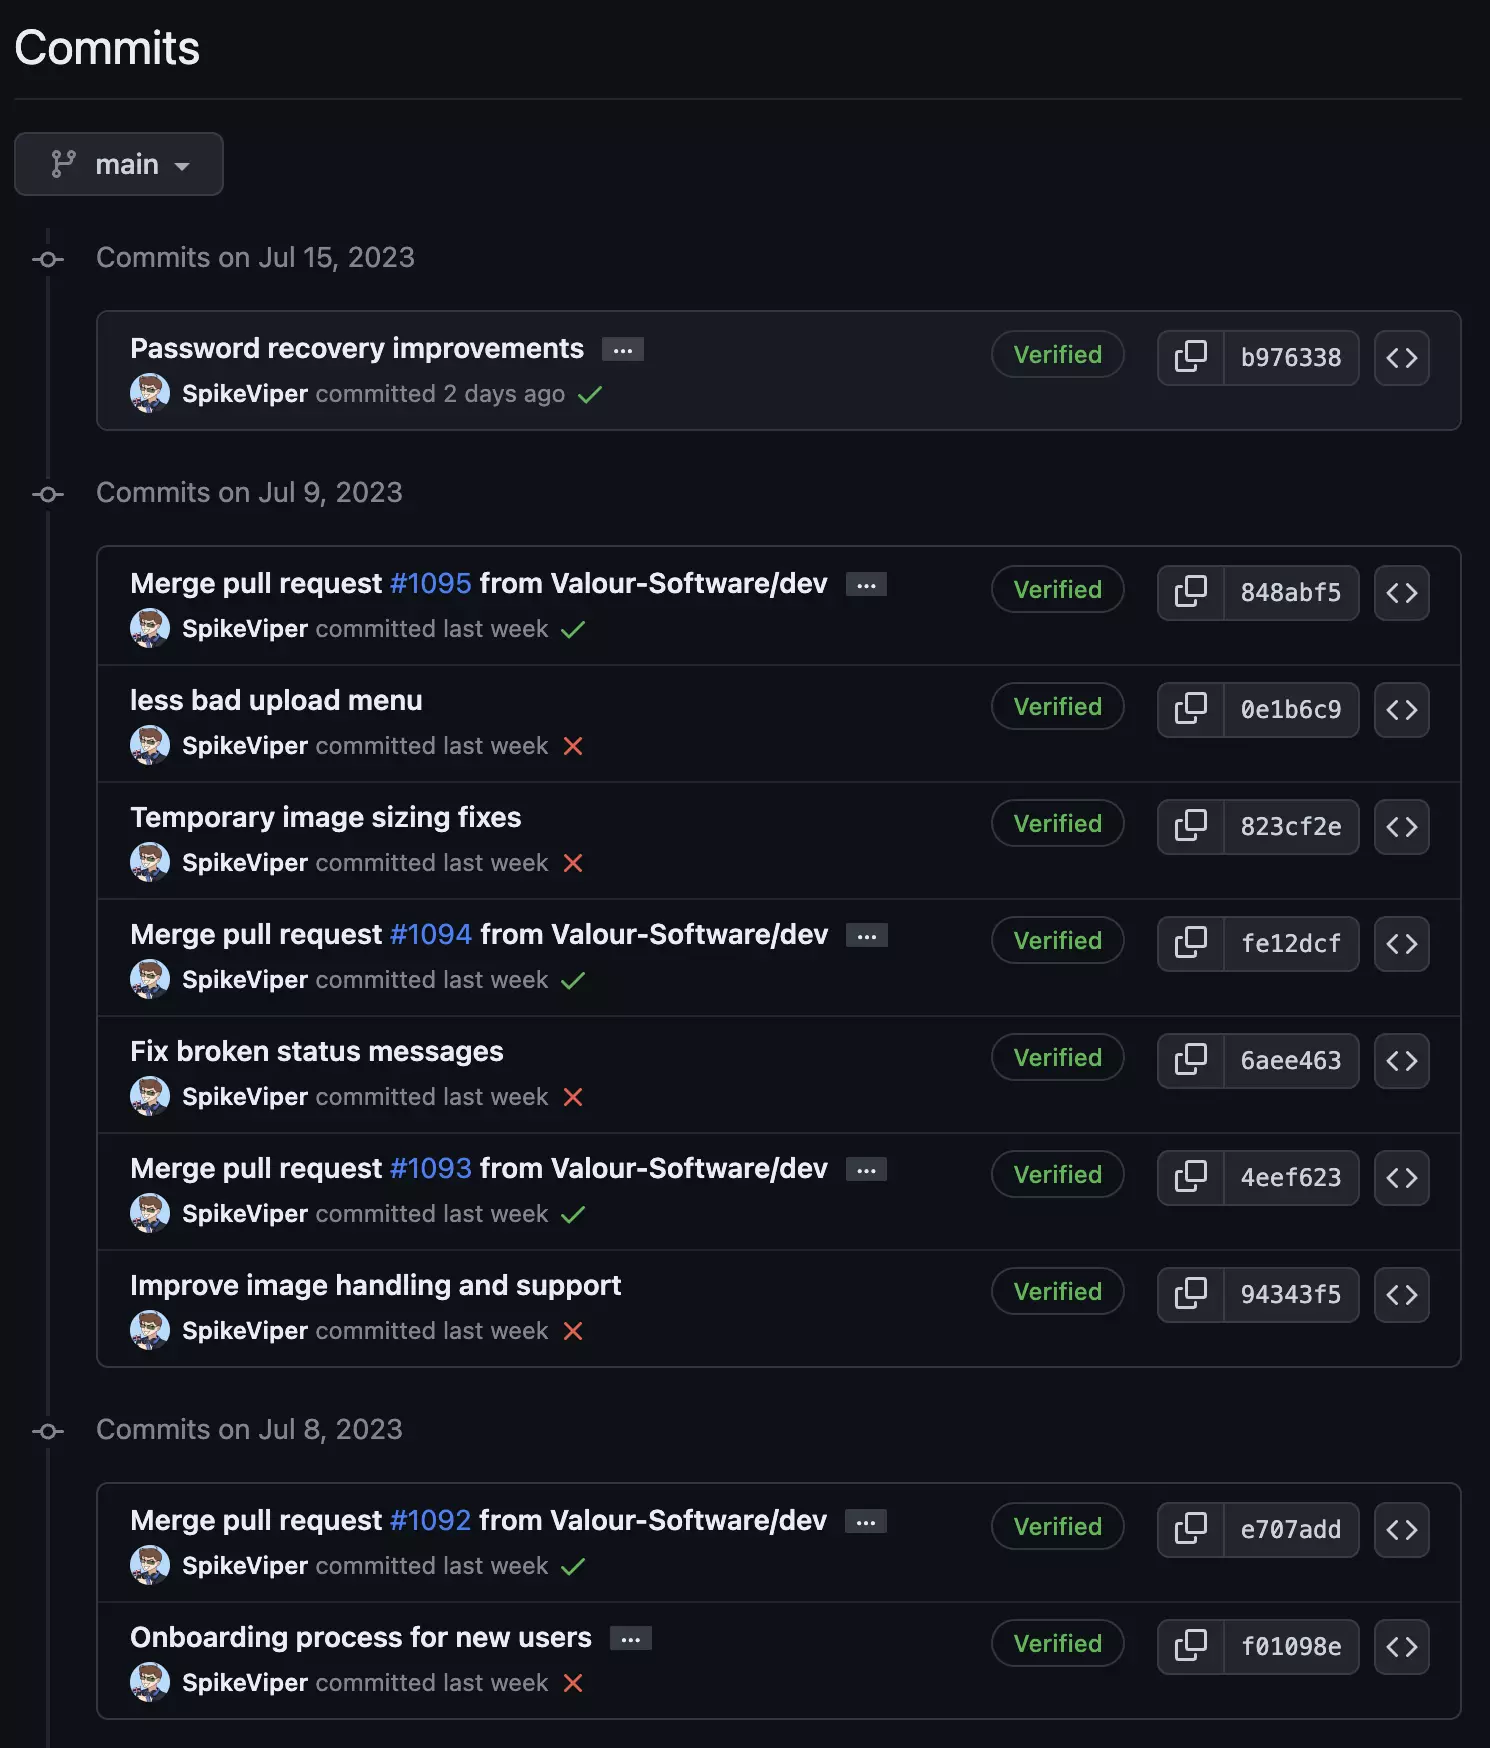 Commits
main
Commits on Jul 15, 2023
Password recovery improvements ...
Verified
b976338
SpikeViper committed 2 days ago
Commits on Jul 9, 2023
Merge pull request #1095 from Valour-Software/dev ...
Verified
848abf5
SpikeViper committed last week
less bad upload menu
Verified
0e1b6c9
SpikeViper committed last week
Temporary image sizing fixes
Verified
823cf2e
SpikeViper committed last week
Merge pull request #1094 from Valour-Software/dev ...
Verified
fe12dcf
SpikeViper committed last week
Fix broken status messages
Verified
6aee463
SpikeViper committed last week
Merge pull request #1093 from Valour-Software/dev ...
Verified
4eef623
SpikeViper committed last week
Improve image handling and support
Verified
94343f5
SpikeViper committed last week
Commits on Jul 8, 2023
Merge pull request #1092 from Valour-Software/dev ...
Verified
e707add
SpikeViper committed last week
Onboarding process for new users ...
Verified
f01098e
SpikeViper committed last week